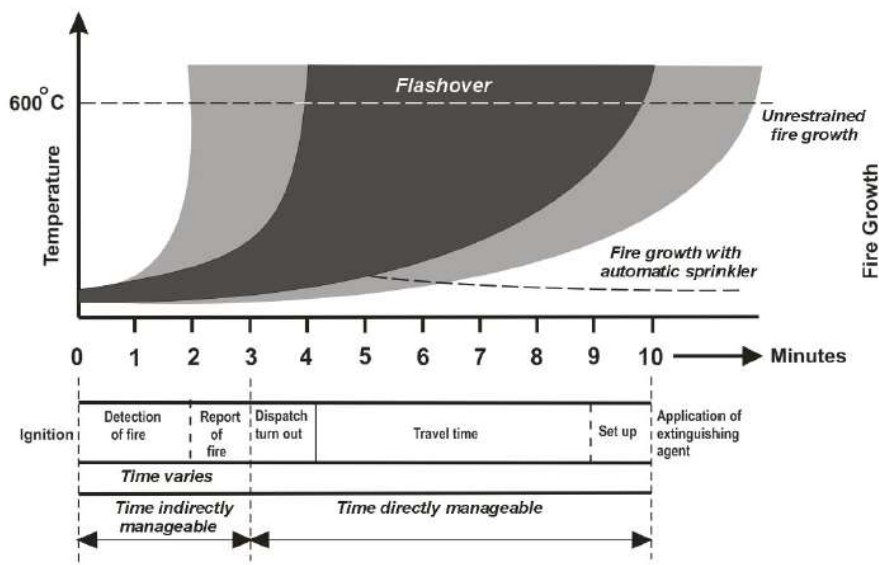 Flashover
600°C
Unrestrained
fire growth
Temperature
Fire Growth
Fire growth with
automatic sprinkler
0 1 2 3 4 5 6 7 8 9 10 Minutes
Ignition
Detection
of fire
Report
of
fire
Dispatch
turn out
Travel time
Set up
Application of
extinguishing
agent
Time varies
Time indirectly
manageable
Time directly manageable